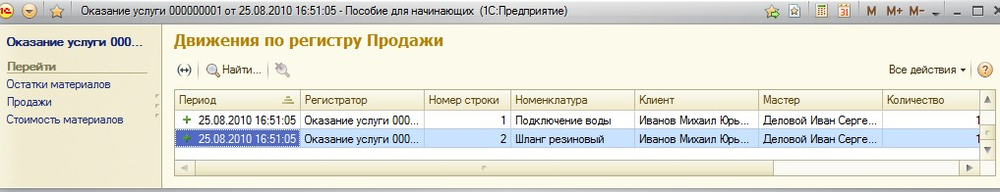 Оказание услуги 000000001 от 25.08.2010 16:51:05 - Пособие для начинающих (1С:Предприятие)
M M+ M-
31
Оказание услуги 000...
Перейти
Остатки материалов
Продажи
Стоимость материалов
Движения по регистру Продажи
Найти...
Все действия
Период Регистратор Номер строки Номенклатура Клиент Мастер Количество
25.08.2010 16:51:05 Оказание услуги 000... 1 Подключение воды Иванов Михаил Юрь... Деловой Иван Серге...
25.08.2010 16:51:05 Оказание услуги 000... 2 Шланг резиновый Иванов Михаил Юрь... Деловой Иван Серге...